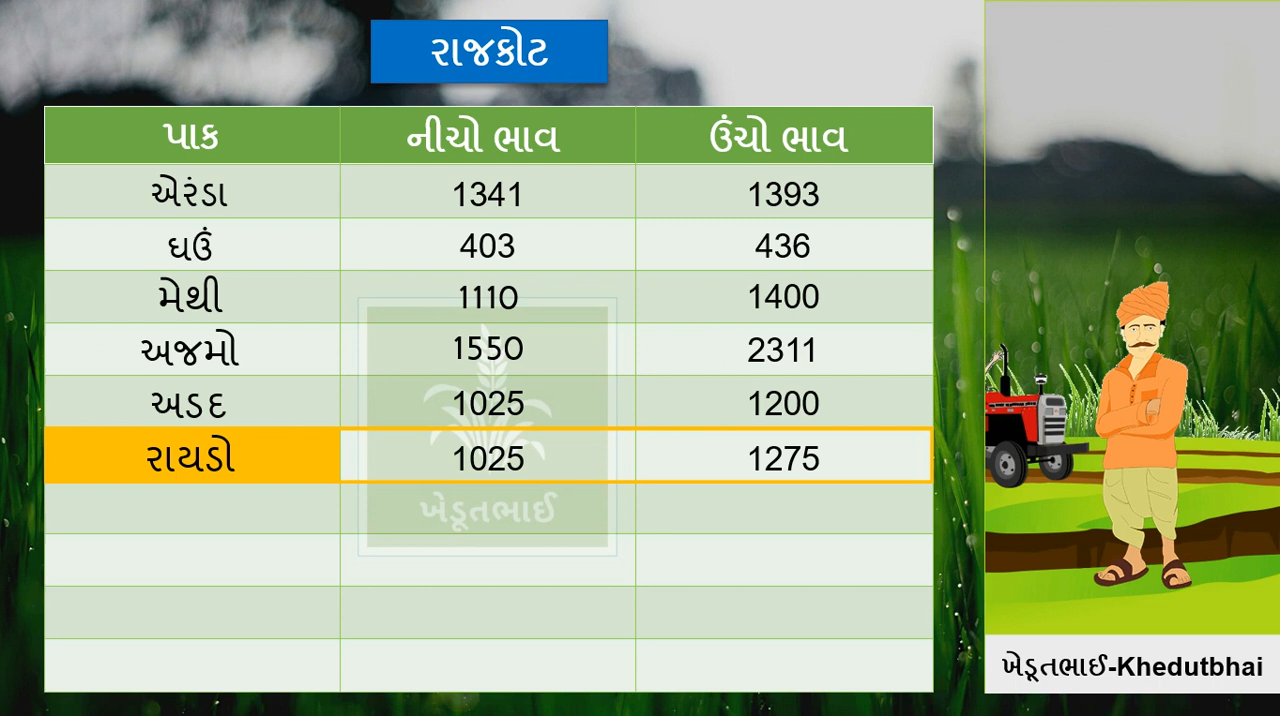 રાજકોટ
પાક નીચો ભાવ ઉંચો ભાવ
એરંડા 1341 1393
ઘઉં 403 436
મેથી 1110 1400
અજમો 1550 2311
અડદ 1025 1200
રાયડો 1025 1275
ખેડૂતભાઈ
ખેડૂતભાઈ-Khedutbhai